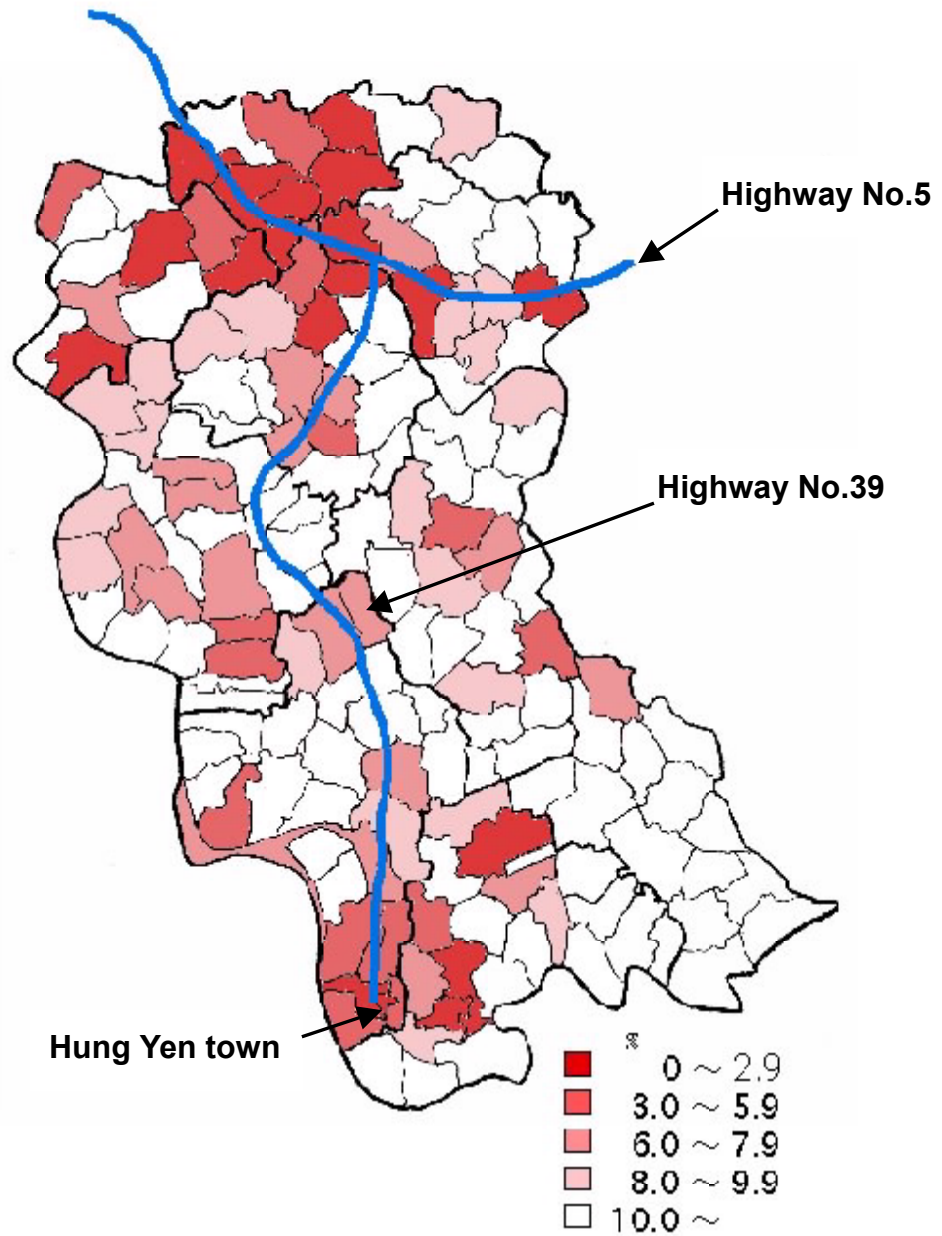 Highway No.5
Highway No.39
Hung Yen town
%
0 ~ 2.9
3.0 ~ 5.9
6.0 ~ 7.9
8.0 ~ 9.9
10.0 ~